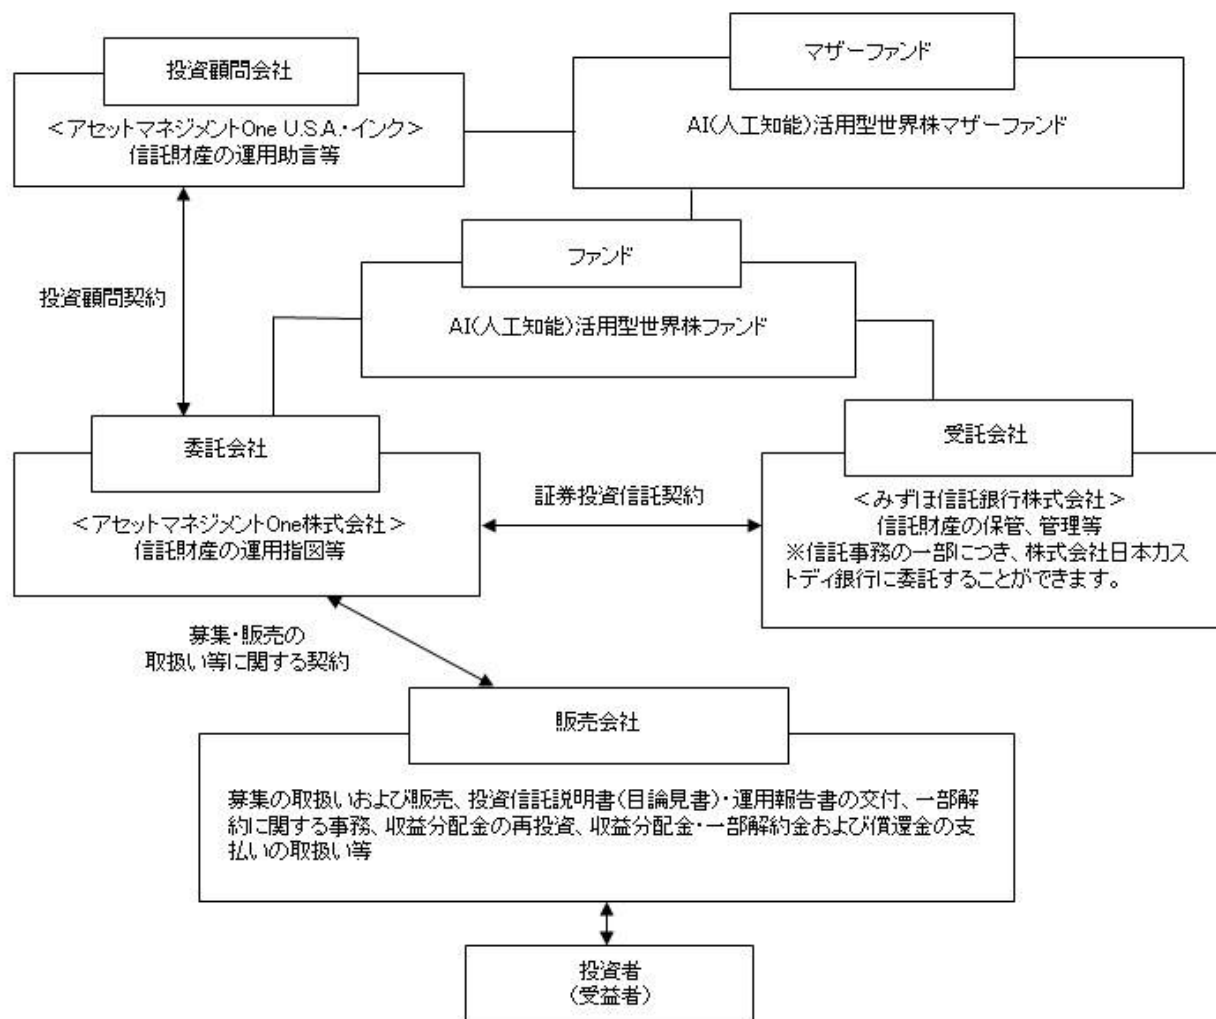 投資顧問会社
＜アセットマネジメントOne U.S.A.・インク＞
信託財産の運用助言等
マザーファンド
AI(人工知能)活用型世界株マザーファンド
ファンド
AI(人工知能)活用型世界株ファンド
投資顧問契約
委託会社
＜アセットマネジメントOne株式会社＞
信託財産の運用指図等
証券投資信託契約
受託会社
＜みずほ信託銀行株式会社＞
信託財産の保管、管理等
※信託事務の一部につき、株式会社日本カス
トディ銀行に委託することができます。
募集・販売の
取扱い等に関する契約
販売会社
募集の取扱いおよび販売、投資信託説明書(目論見書)・運用報告書の交付、一部解
約に関する事務、収益分配金の再投資、収益分配金・一部解約金および償還金の支
払いの取扱い等
投資者
(受益者)